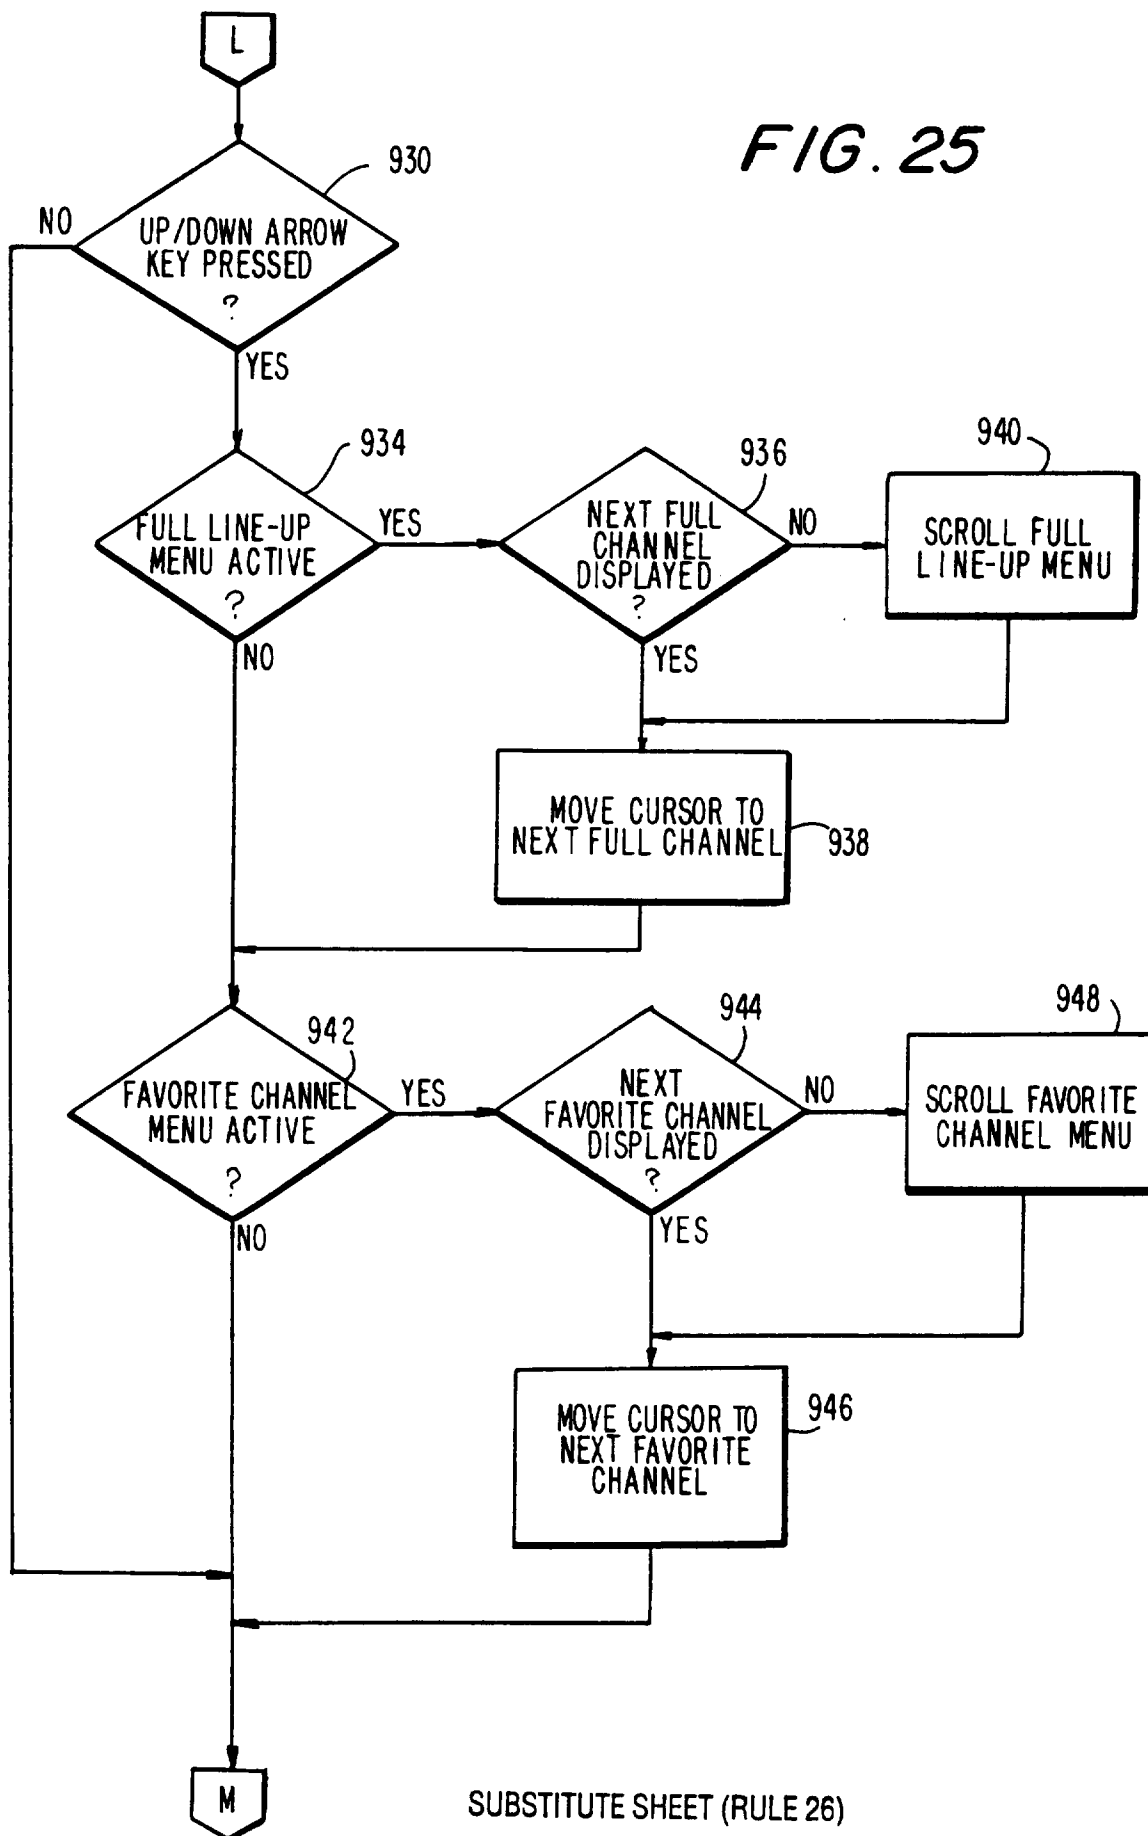 L
FIG. 25
930
NO
UP/DOWN ARROW
KEY PRESSED
?
YES
934
FULL LINE-UP
MENU ACTIVE
?
YES
NO
936
NEXT FULL
CHANNEL
DISPLAYED
?
NO
YES
940
SCROLL FULL
LINE-UP MENU
MOVE CURSOR TO
NEXT FULL CHANNEL
938
942
FAVORITE CHANNEL
MENU ACTIVE
?
YES
NO
944
NEXT
FAVORITE CHANNEL
DISPLAYED
?
NO
YES
948
SCROLL FAVORITE
CHANNEL MENU
MOVE CURSOR TO
NEXT FAVORITE
CHANNEL
946
M
SUBSTITUTE SHEET (RULE 26)